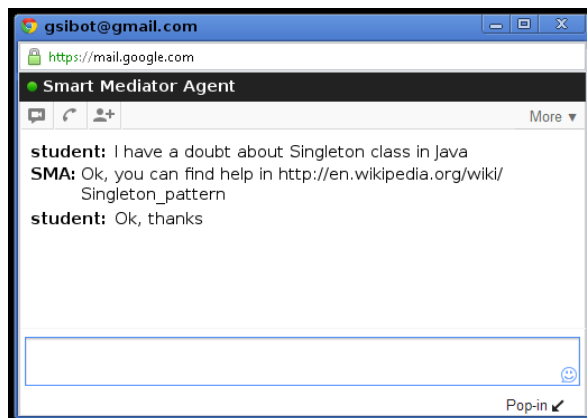 gsibot@gmail.com
https://mail.google.com
Smart Mediator Agent
More ▼
student: I have a doubt about Singleton class in Java
SMA: Ok, you can find help in http://en.wikipedia.org/wiki/
Singleton_pattern
student: Ok, thanks
Pop-in